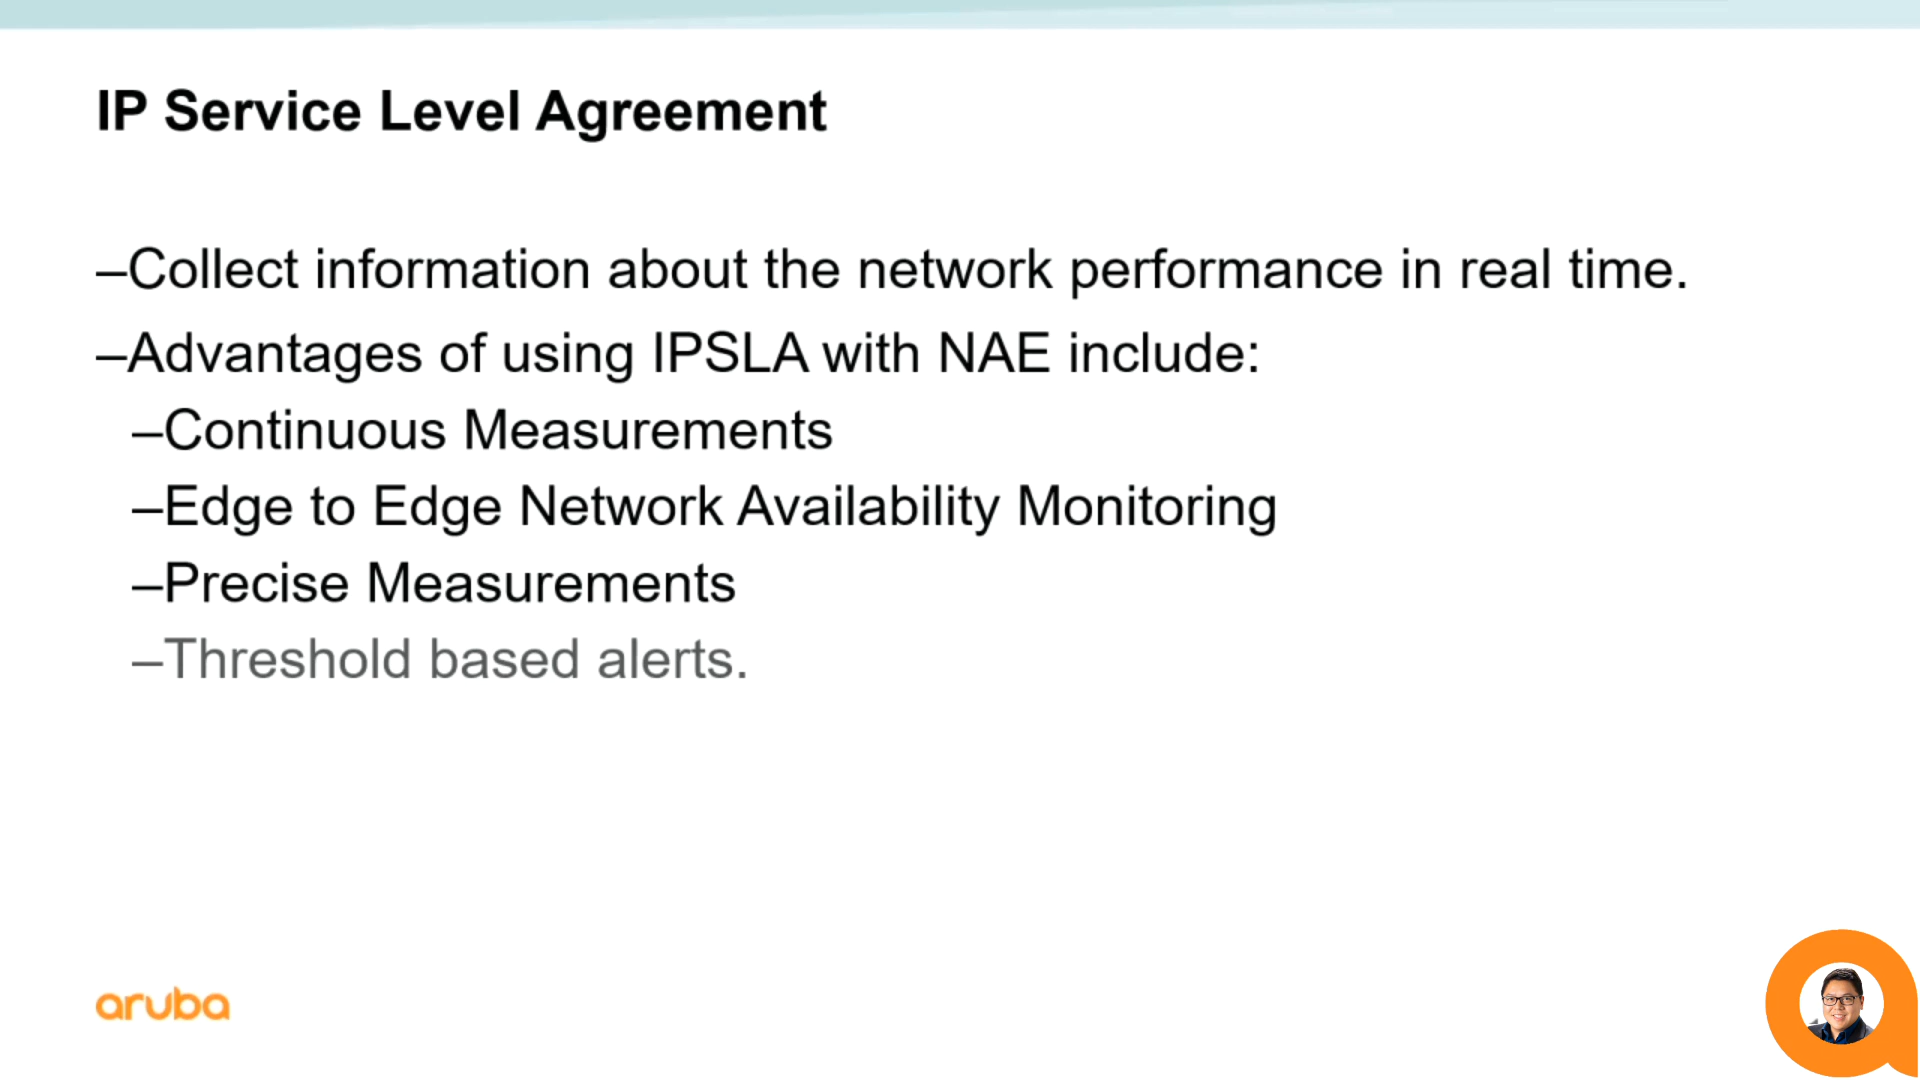 IP Service Level Agreement
–Collect information about the network performance in real time.
–Advantages of using IPSLA with NAE include:
–Continuous Measurements
–Edge to Edge Network Availability Monitoring
–Precise Measurements
–Threshold based alerts.
aruba